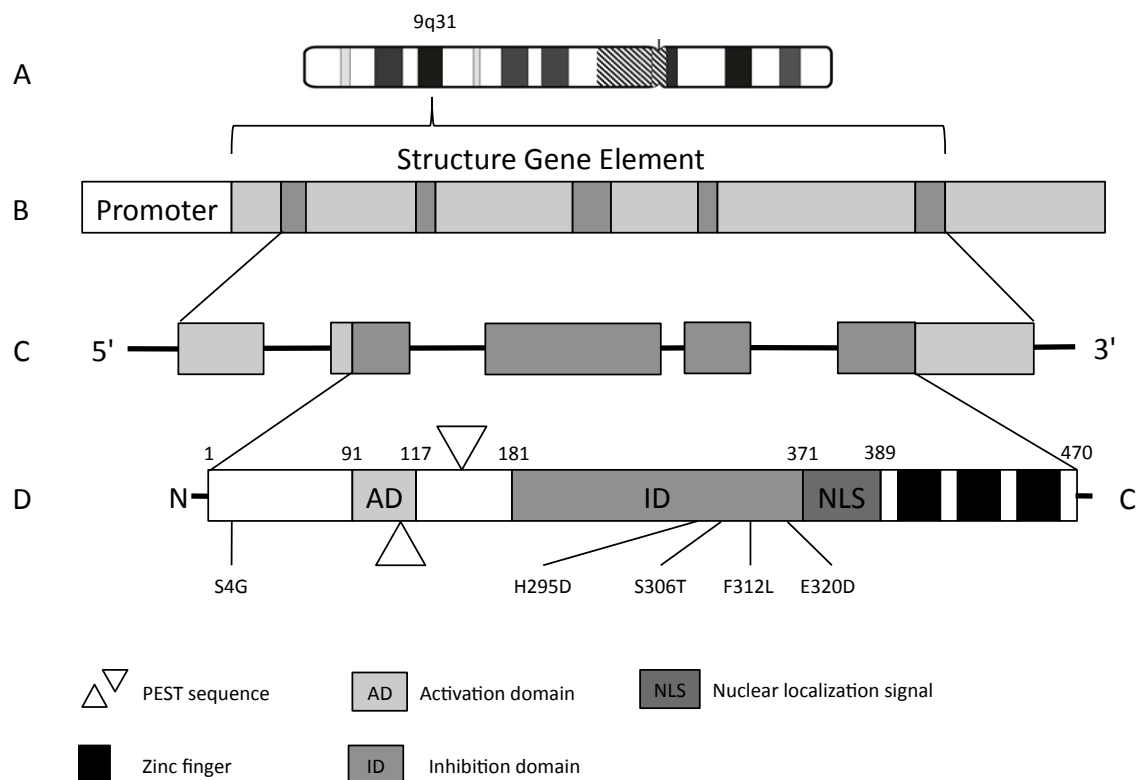 9q31
A
Structure Gene Element
B Promoter
C 5' 3'
1 91 117 181 371 389 470
D N AD ID NLS C
S4G H295D S306T F312L E320D
PEST sequence AD Activation domain NLS Nuclear localization signal
Zinc finger ID Inhibition domain